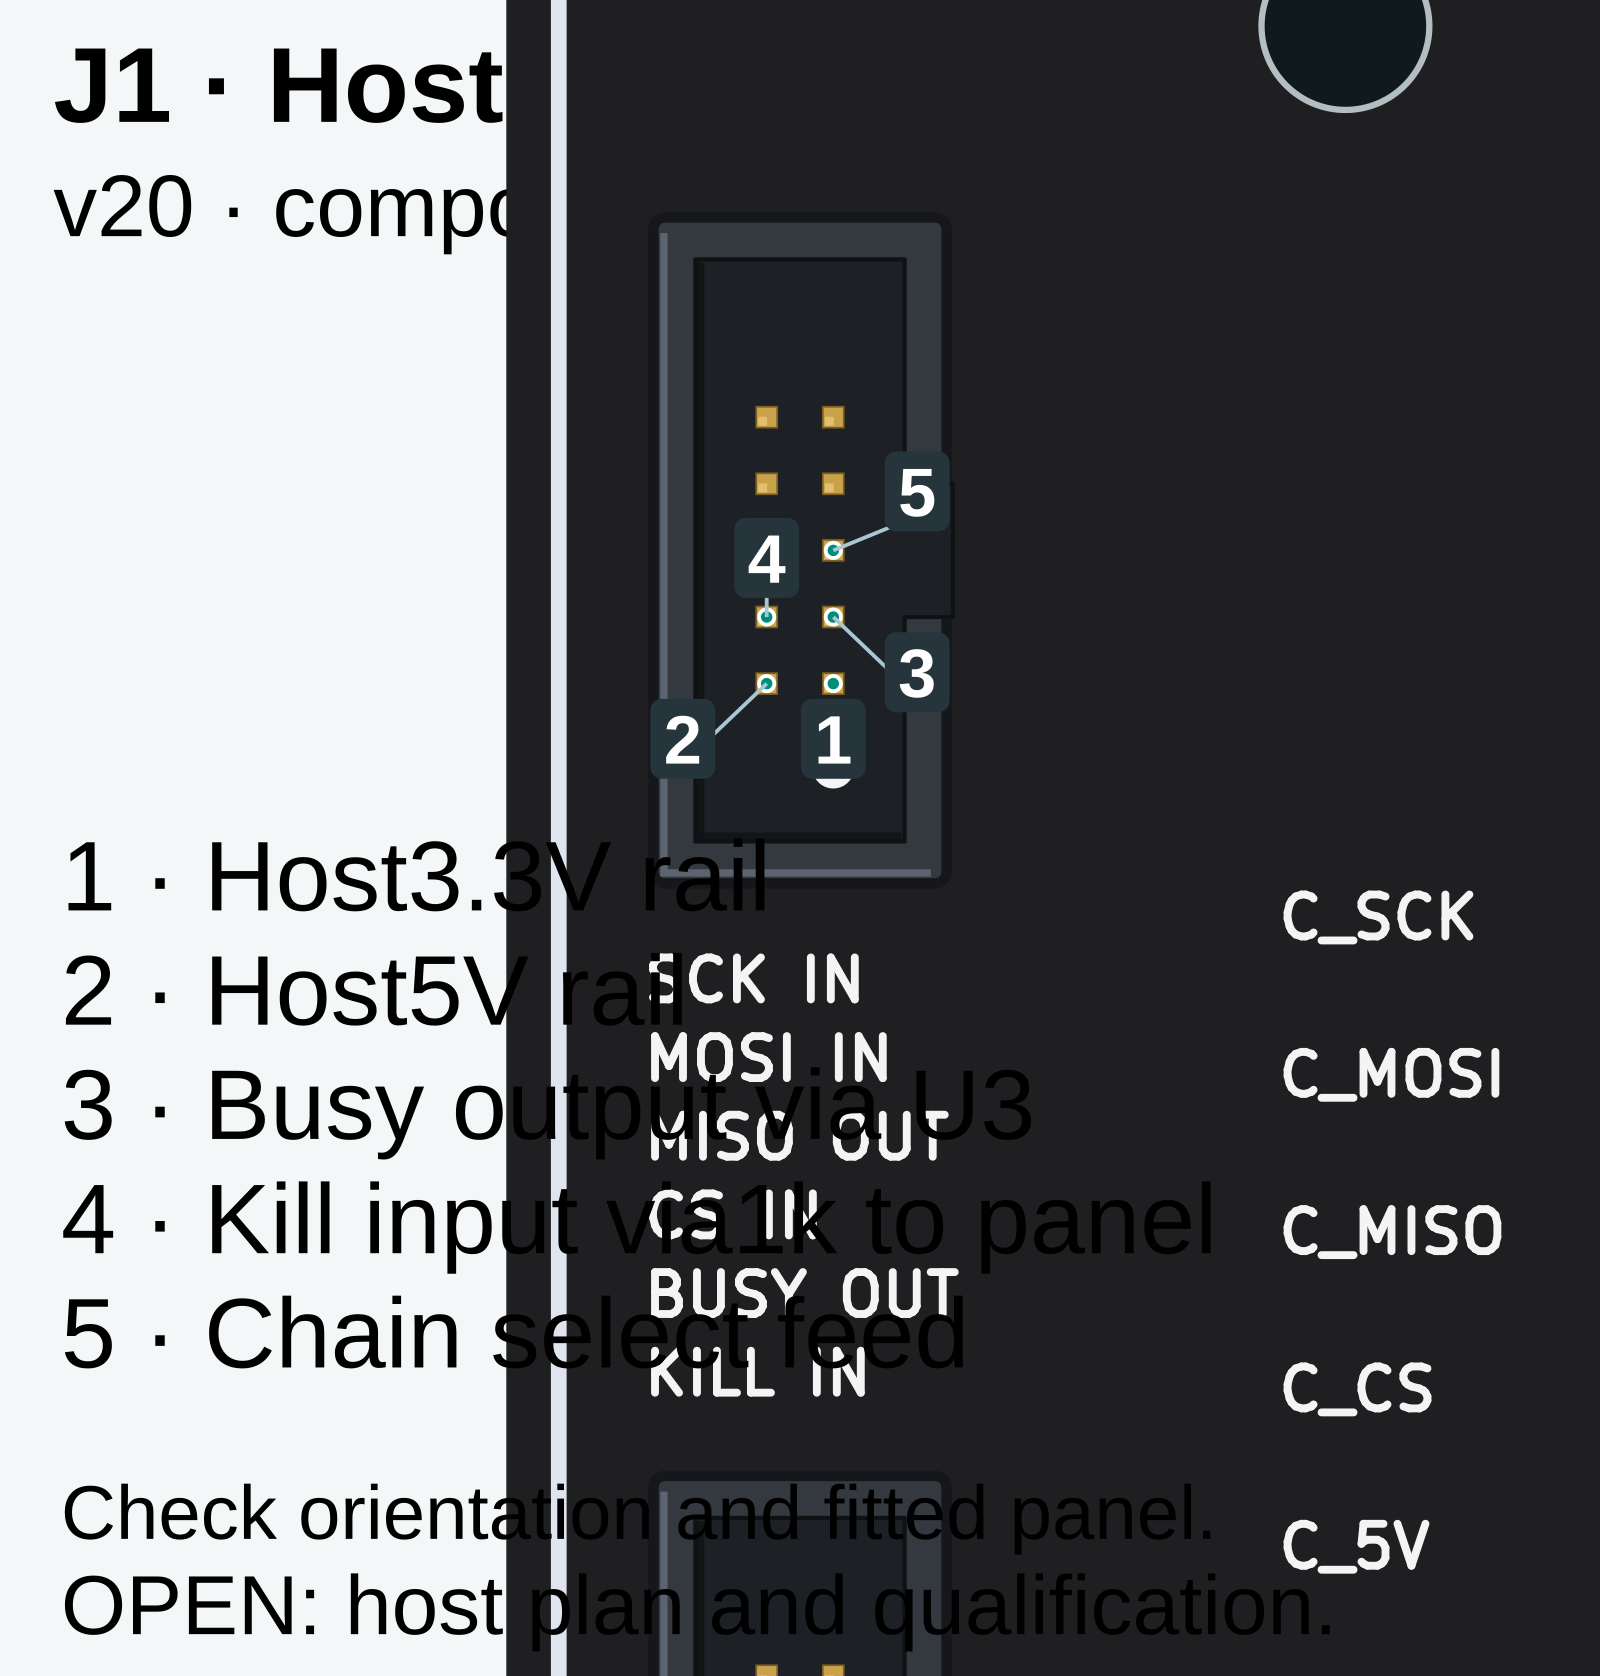 J1 · Host
v20 · compo
5
4
3
2
1
1 · Host3.3V rail
2 · Host5V rail
3 · Busy output via U3
4 · Kill input via1k to panel
5 · Chain select feed
SCK IN
MOSI IN
MISO OUT
CS IN
BUSY OUT
KILL IN
C_SCK
C_MOSI
C_MISO
C_CS
C_5V
Check orientation and fitted panel.
OPEN: host plan and qualification.